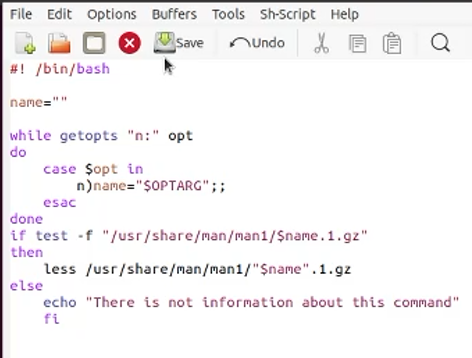 File Edit Options Buffers Tools Sh-Script Help
Save Undo
#! /bin/bash
name=""
while getopts "n:" opt
do
    case $opt in
        n)name="$OPTARG";;
    esac
done
if test -f "/usr/share/man/man1/$name.1.gz"
then
    less /usr/share/man/man1/"$name".1.gz
else
    echo "There is not information about this command"
    fi